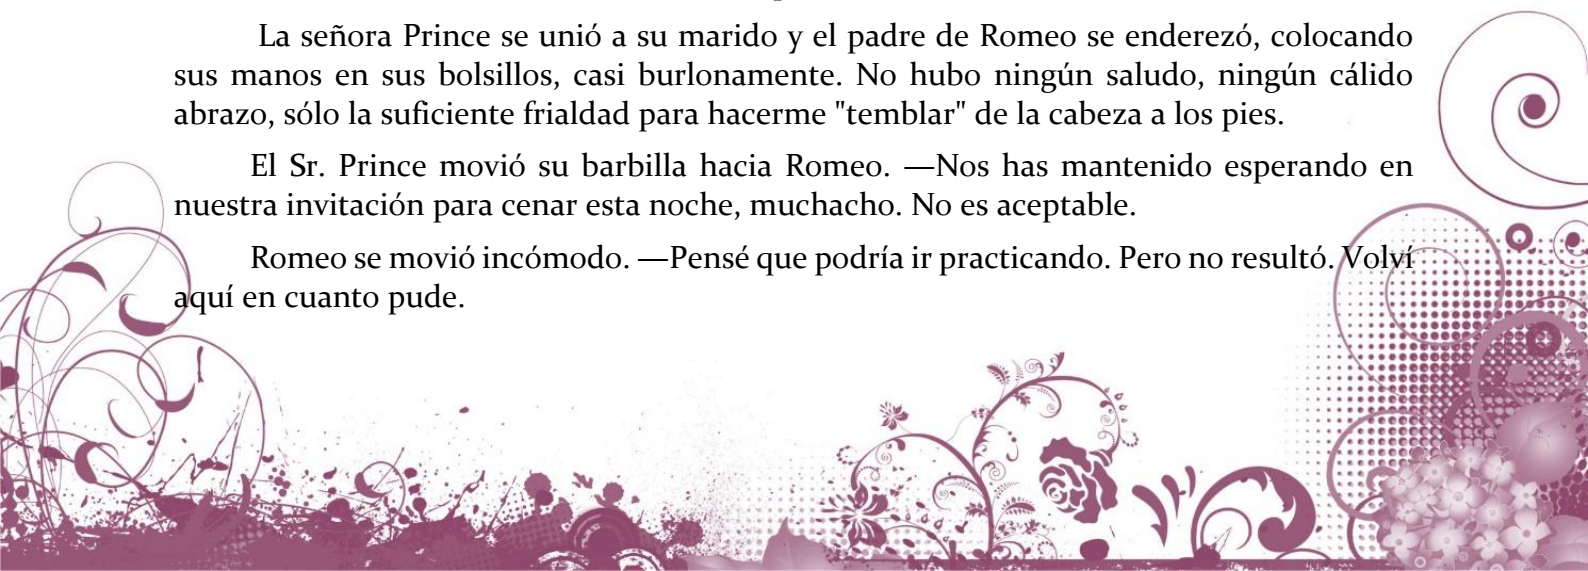 La señora Prince se unió a su marido y el padre de Romeo se enderezó, colocando
sus manos en sus bolsillos, casi burlonamente. No hubo ningún saludo, ningún cálido
abrazo, sólo la suficiente frialdad para hacerme "temblar" de la cabeza a los pies.
El Sr. Prince movió su barbilla hacia Romeo. —Nos has mantenido esperando en
nuestra invitación para cenar esta noche, muchacho. No es aceptable.
Romeo se movió incómodo. —Pensé que podría ir practicando. Pero no resultó. Volví
aquí en cuanto pude.